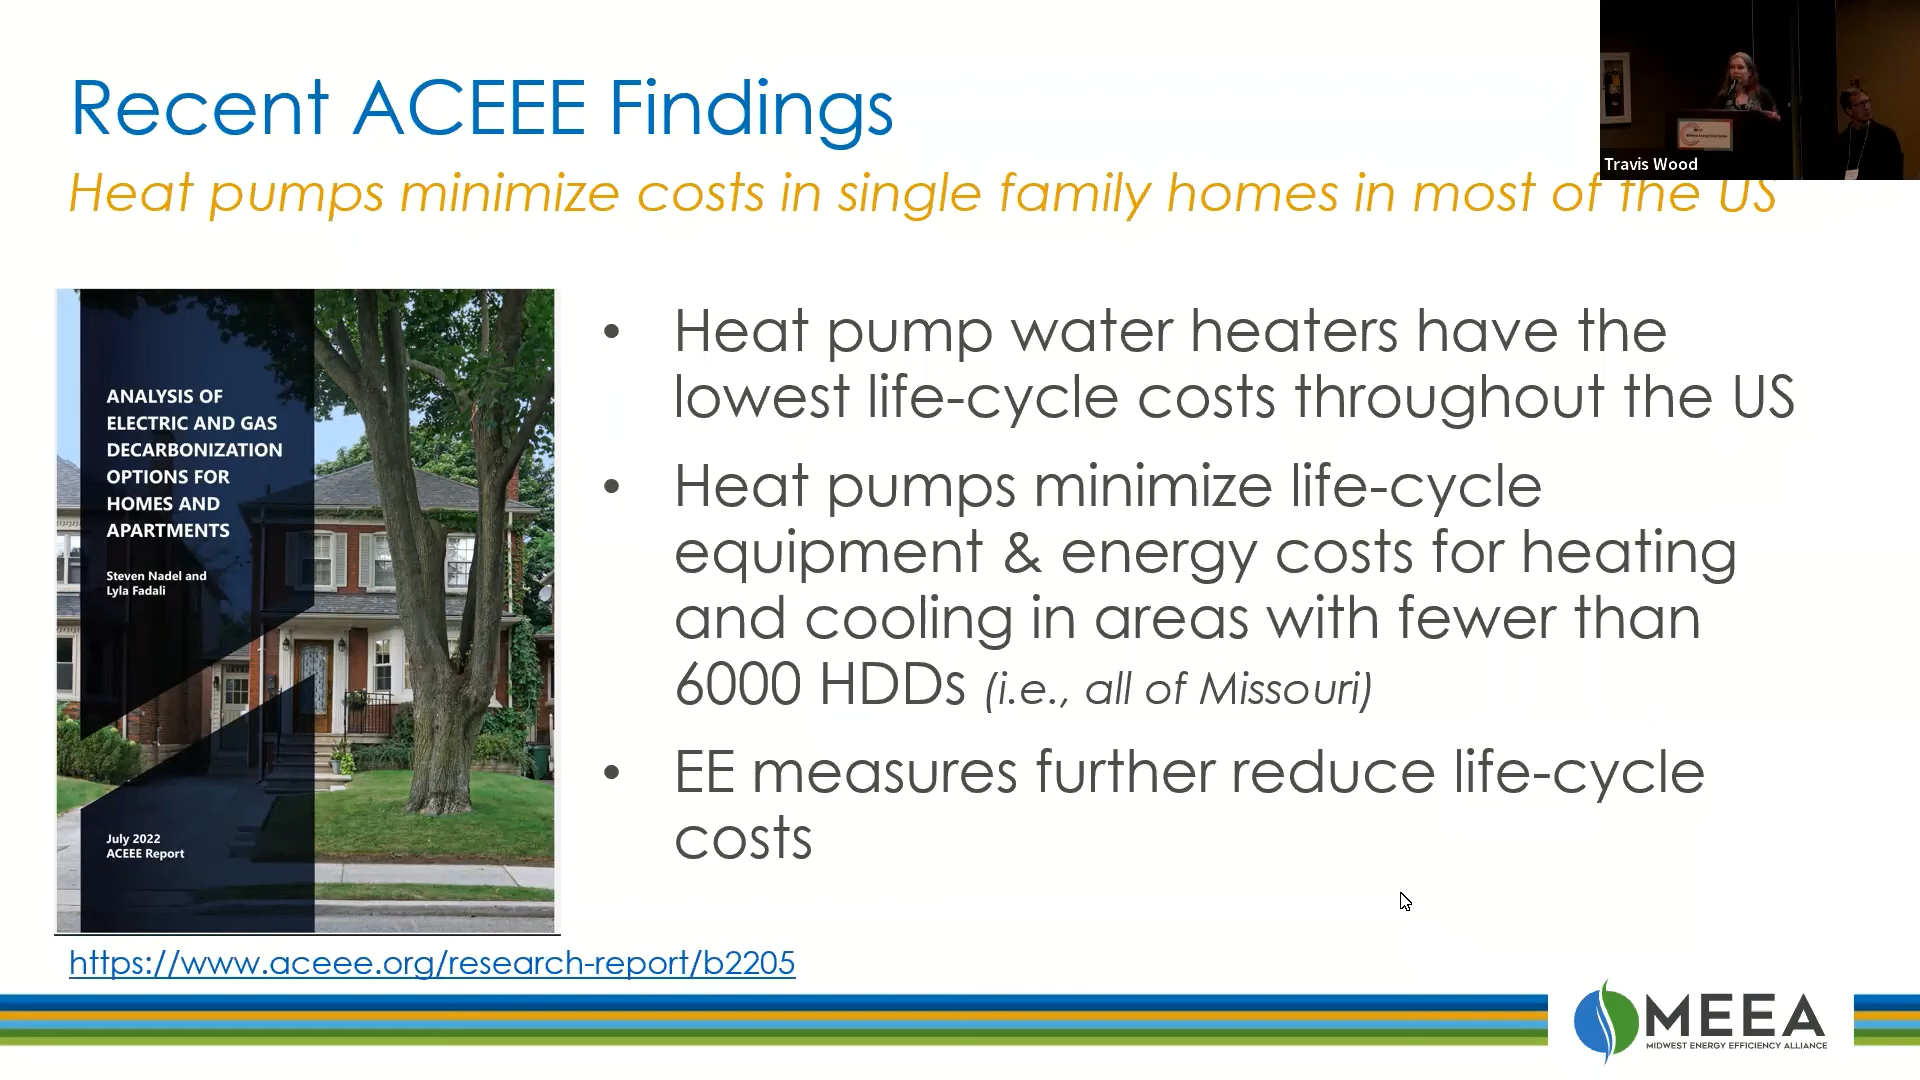 Recent ACEEE Findings
Heat pumps minimize costs in single family homes in most of the US
Travis Wood
ANALYSIS OF
ELECTRIC AND GAS
DECARBONIZATION
OPTIONS FOR
HOMES AND
APARTMENTS
Steven Nadel and
Lyla Fadali
July 2022
ACEEE Report
• Heat pump water heaters have the
lowest life-cycle costs throughout the US
• Heat pumps minimize life-cycle
equipment & energy costs for heating
and cooling in areas with fewer than
6000 HDDs (i.e., all of Missouri)
• EE measures further reduce life-cycle
costs
https://www.aceee.org/research-report/b2205
MEEA
MIDWEST ENERGY EFFICIENCY ALLIANCE